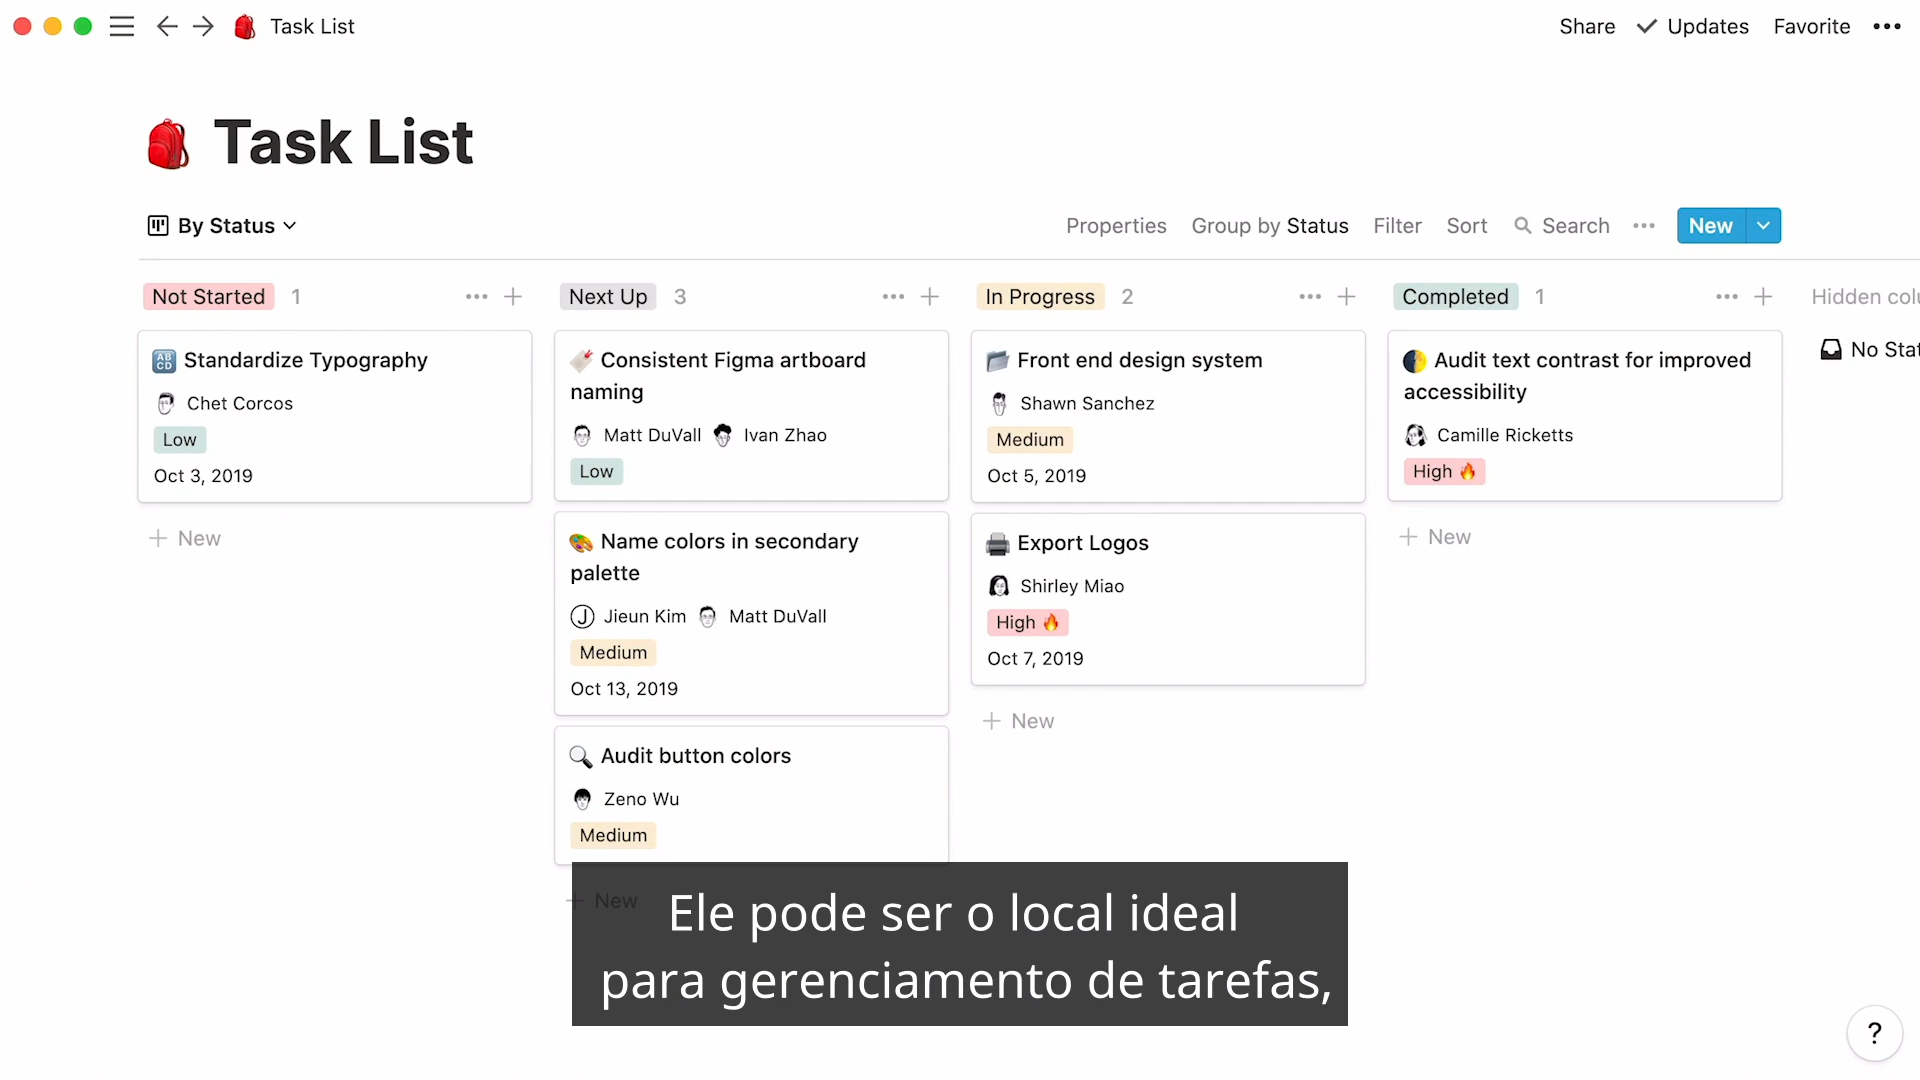 Task List
Share
Updates
Favorite
Task List
By Status
Properties
Group by Status
Filter
Sort
Search
New
Not Started 1
Standardize Typography
Chet Corcos
Low
Oct 3, 2019
New
Next Up 3
Consistent Figma artboard
naming
Matt DuVall Ivan Zhao
Low
Name colors in secondary
palette
J Jieun Kim Matt DuVall
Medium
Oct 13, 2019
Audit button colors
Zeno Wu
Medium
New
In Progress 2
Front end design system
Shawn Sanchez
Medium
Oct 5, 2019
Export Logos
Shirley Miao
High
Oct 7, 2019
New
Completed 1
Audit text contrast for improved
accessibility
Camille Ricketts
High
New
Hidden
No
Ele pode ser o local ideal
para gerenciamento de tarefas,
?